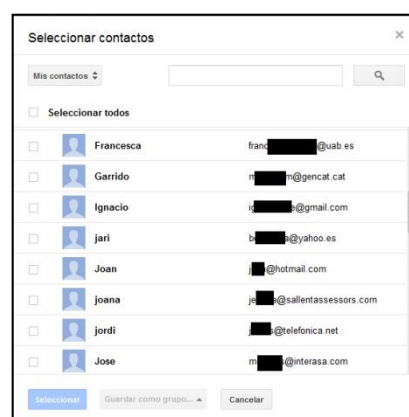 Seleccionar contactos ×
Mis contactos
Seleccionar todos
Francesca franc @uab.es
Garrido m m@gencat.cat
Ignacio ig e@gmail.com
jari b a@yahoo.es
Joan j @hotmail.com
joana je a@sallentassessors.com
jordi j s@telefonica.net
Jose m s@interasa.com
Seleccionar Guardar como grupo... Cancelar